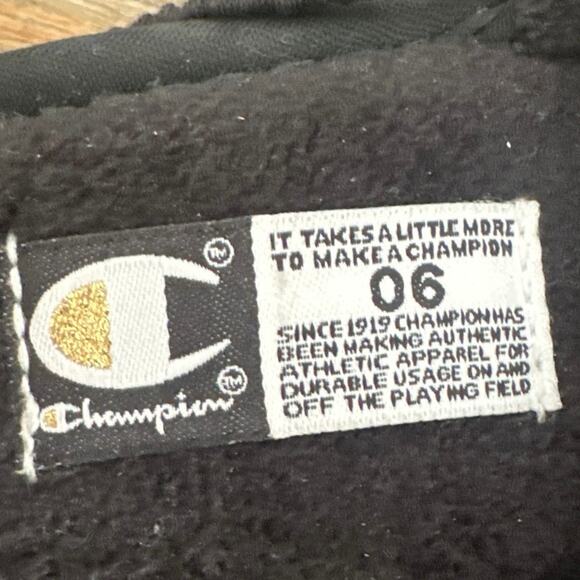 Champion
IT TAKES A LITTLE MORE
TO MAKE A CHAMPION
06
SINCE 1919 CHAMPION HAS
BEEN MAKING AUTHENTIC
ATHLETIC APPAREL FOR
DURABLE USAGE ON AND
OFF THE PLAYING FIELD